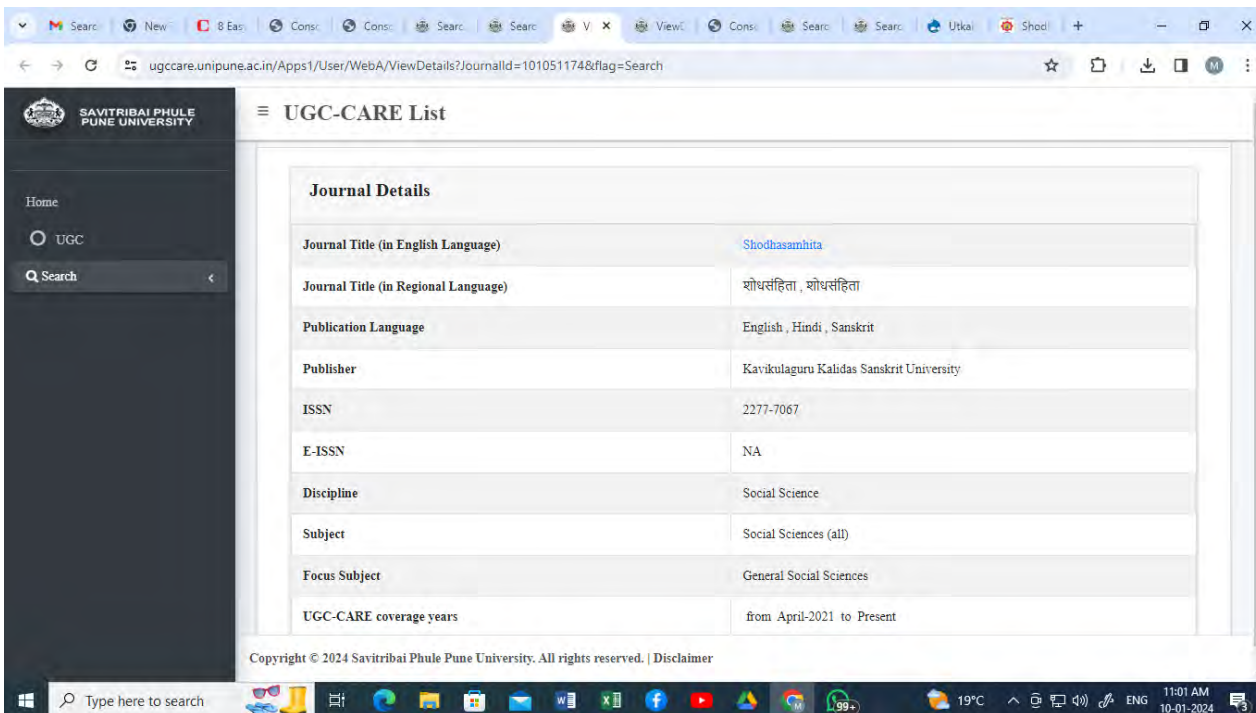 Searc
New
8 Eas
Conso
Conso
Searc
Searc
V
View
Conso
Searc
Searc
Utkal
Shod
ugccare.unipune.ac.in/Apps1/User/WebA/ViewDetails?JournalId=101051174&flag=Search
M
SAVITRIBAI PHULE
PUNE UNIVERSITY
UGC-CARE List
Home
UGC
Search
Journal Details
Journal Title (in English Language) Shodhasamhita
Journal Title (in Regional Language) शोधसंहिता , शोधसंहिता
Publication Language English , Hindi , Sanskrit
Publisher Kavikulaguru Kalidas Sanskrit University
ISSN 2277-7067
E-ISSN NA
Discipline Social Science
Subject Social Sciences (all)
Focus Subject General Social Sciences
UGC-CARE coverage years from April-2021 to Present
Copyright © 2024 Savitribai Phule Pune University. All rights reserved. | Disclaimer
Type here to search
99+
19°C
ENG
11:01 AM
10-01-2024